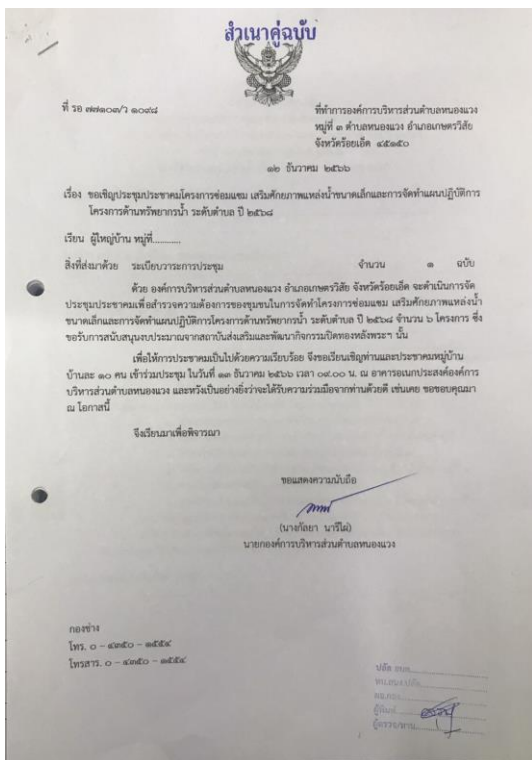 สำเนาคู่ฉบับ
ที่ รอ ๗๗๑๐๓/ว ๑๐๙๘
ที่ทำการองค์การบริหารส่วนตำบลหนองแวง
หมู่ที่ ๓ ตำบลหนองแวง อำเภอเกษตรวิสัย
จังหวัดร้อยเอ็ด ๔๕๑๕๐
๑๒ ธันวาคม ๒๕๖๖
เรื่อง ขอเชิญประชุมประชาคมโครงการซ่อมแซม เสริมศักยภาพแหล่งน้ำขนาดเล็กและการจัดทำแผนปฏิบัติการ
โครงการด้านทรัพยากรน้ำ ระดับตำบล ปี ๒๕๖๘
เรียน ผู้ใหญ่บ้าน หมู่ที่...........
สิ่งที่ส่งมาด้วย ระเบียบวาระการประชุม จำนวน ๑ ฉบับ
ด้วย องค์การบริหารส่วนตำบลหนองแวง อำเภอเกษตรวิสัย จังหวัดร้อยเอ็ด จะดำเนินการจัด
ประชุมประชาคมเพื่อสำรวจความต้องการของชุมชนในการจัดทำโครงการซ่อมแซม เสริมศักยภาพแหล่งน้ำ
ขนาดเล็กและการจัดทำแผนปฏิบัติการโครงการด้านทรัพยากรน้ำ ระดับตำบล ปี ๒๕๖๘ จำนวน ๖ โครงการ ซึ่ง
ขอรับการสนับสนุนงบประมาณจากสถาบันส่งเสริมและพัฒนากิจกรรมปิดทองหลังพระฯ นั้น
เพื่อให้การประชาคมเป็นไปด้วยความเรียบร้อย จึงขอเรียนเชิญท่านและประชาคมหมู่บ้าน
บ้านละ ๑๐ คน เข้าร่วมประชุม ในวันที่ ๑๓ ธันวาคม ๒๕๖๖ เวลา ๐๙.๐๐ น. ณ อาคารอเนกประสงค์องค์การ
บริหารส่วนตำบลหนองแวง และหวังเป็นอย่างยิ่งว่าจะได้รับความร่วมมือจากท่านด้วยดี เช่นเคย ขอขอบคุณมา
ณ โอกาสนี้
จึงเรียนมาเพื่อพิจารณา
ขอแสดงความนับถือ
(นางกัลยา นารีไผ่)
นายกองค์การบริหารส่วนตำบลหนองแวง
กองช่าง
โทร. ๐ – ๔๓๕๐ – ๑๕๕๔
โทรสาร. ๐ – ๔๓๕๐ – ๑๕๕๔
ปลัด อบต.